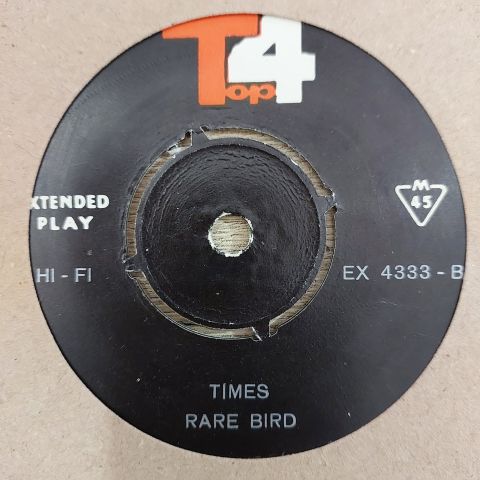 Top 4
XTENDED
PLAY
HI - FI
M
45
EX 4333 - B
TIMES
RARE BIRD